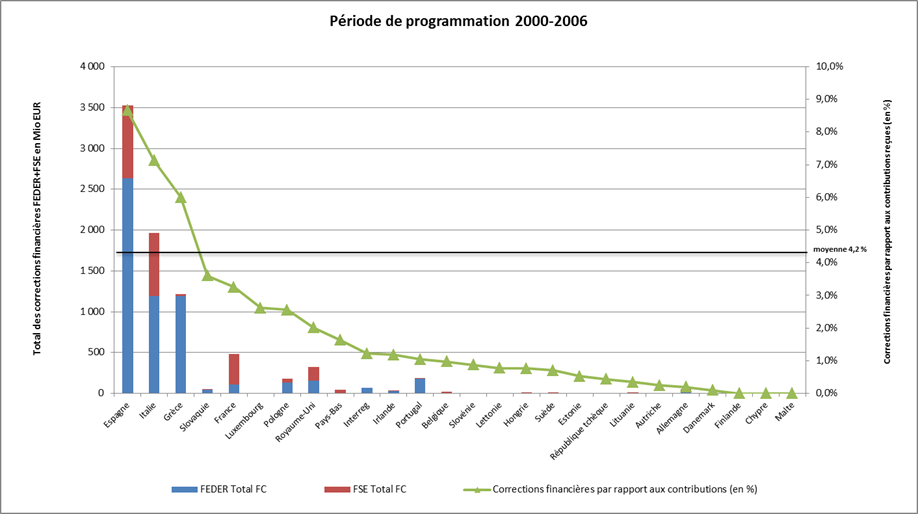 Période de programmation 2000-2006
Total des corrections financières FEDER+FSE en Mio EUR
4 000
3 500
3 000
2 500
2 000
1 500
1 000
500
0
10,0%
9,0%
8,0%
7,0%
6,0%
5,0%
moyenne 4,2 %
4,0%
3,0%
2,0%
1,0%
0,0%
Corrections financières par rapport aux contributions reçues (en %)
Espagne
Italie
Grèce
Slovaquie
France
Luxembourg
Pologne
Royaume-Uni
Pays-Bas
Interreg
Irlande
Portugal
Belgique
Slovénie
Lettonie
Hongrie
Suède
Estonie
République tchèque
Lituanie
Autriche
Allemagne
Danemark
Finlande
Chypre
Malte
FEDER Total FC
FSE Total FC
Corrections financières par rapport aux contributions (en %)